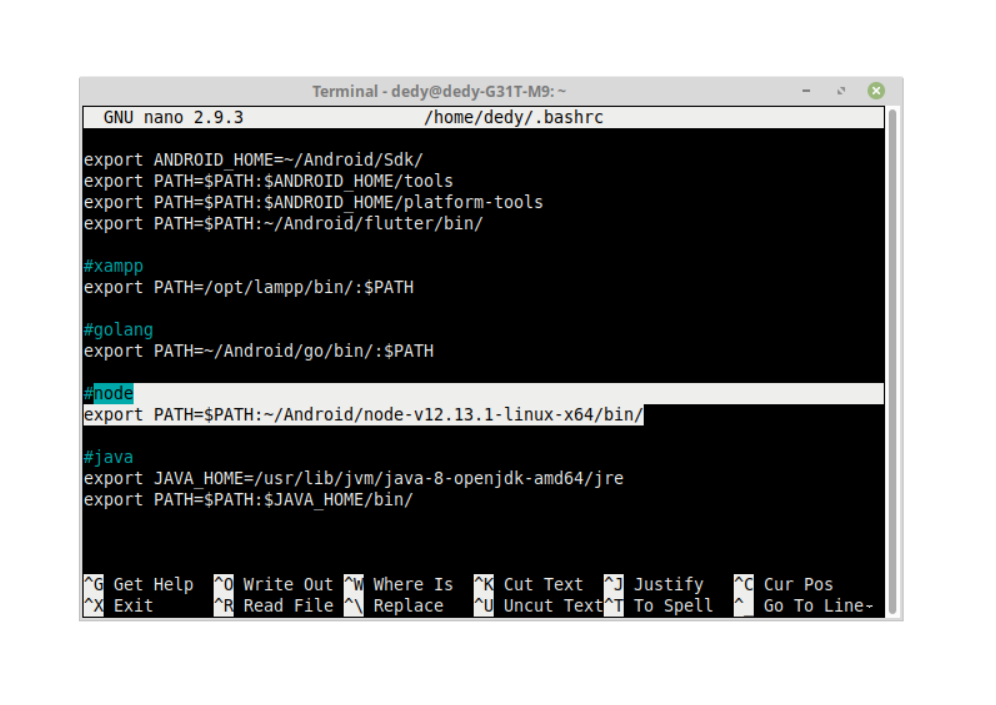 Terminal - dedy@dedy-G31T-M9: ~
GNU nano 2.9.3 /home/dedy/.bashrc
export ANDROID_HOME=~/Android/Sdk/
export PATH=$PATH:$ANDROID_HOME/tools
export PATH=$PATH:$ANDROID_HOME/platform-tools
export PATH=$PATH:~/Android/flutter/bin/
#xampp
export PATH=/opt/lampp/bin/:$PATH
#golang
export PATH=~/Android/go/bin/:$PATH
#node
export PATH=$PATH:~/Android/node-v12.13.1-linux-x64/bin/
#java
export JAVA_HOME=/usr/lib/jvm/java-8-openjdk-amd64/jre
export PATH=$PATH:$JAVA_HOME/bin/
^G Get Help ^O Write Out ^W Where Is ^K Cut Text ^J Justify ^C Cur Pos
^X Exit ^R Read File ^\ Replace ^U Uncut Text ^T To Spell ^_ Go To Line~